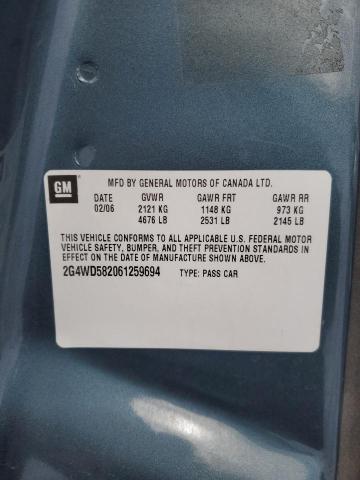 GM
MFD BY GENERAL MOTORS OF CANADA LTD.
DATE GVWR GAWR FRT GAWR RR
02/06 2121 KG 1148 KG 973 KG
4676 LB 2531 LB 2145 LB
THIS VEHICLE CONFORMS TO ALL APPLICABLE U.S. FEDERAL MOTOR
VEHICLE SAFETY, BUMPER, AND THEFT PREVENTION STANDARDS IN
EFFECT ON THE DATE OF MANUFACTURE SHOWN ABOVE.
2G4WD582061259694 TYPE: PASS CAR